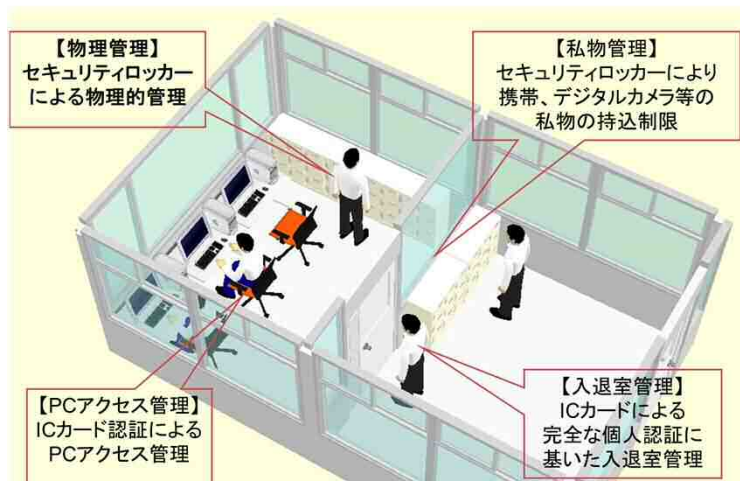 【物理管理】
セキュリティロッカー
による物理的管理
【私物管理】
セキュリティロッカーにより
携帯、デジタルカメラ等の
私物の持込制限
【PCアクセス管理】
ICカード認証による
PCアクセス管理
【入退室管理】
ICカードによる
完全な個人認証に
基いた入退室管理